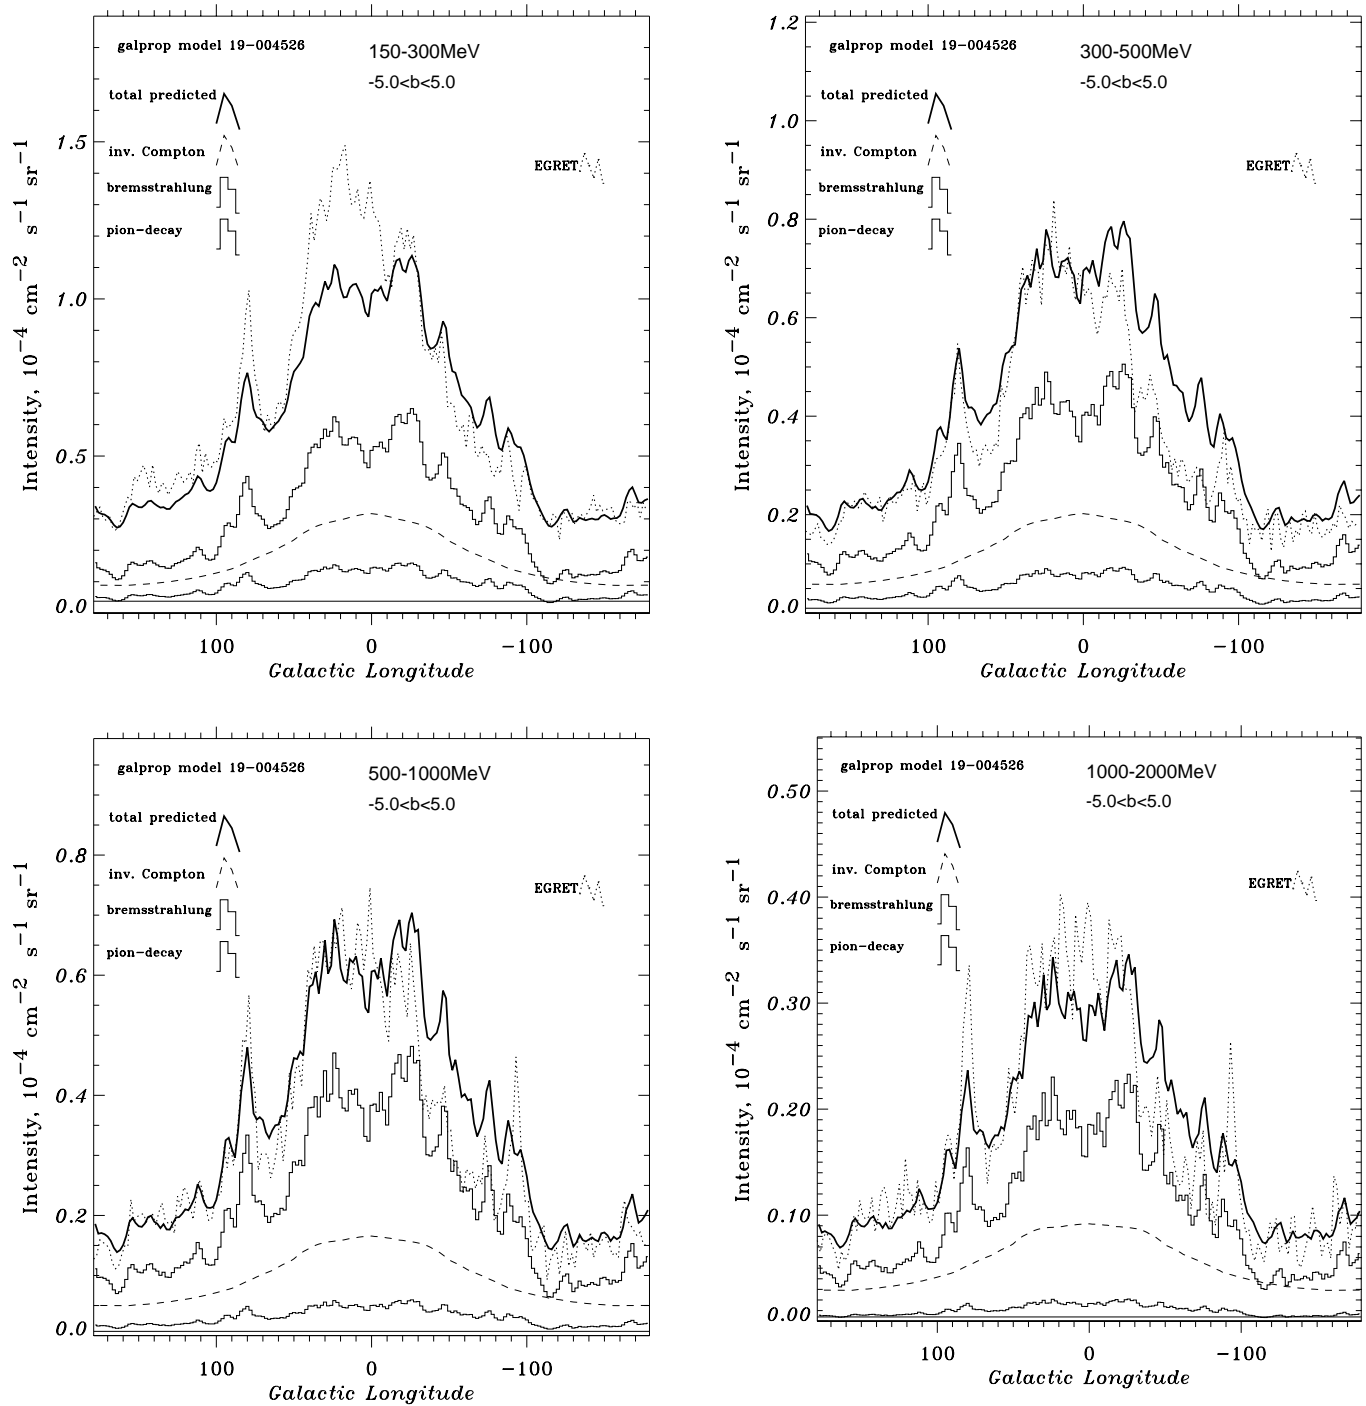 galprop model 19-004526
150-300MeV
-5.0<b<5.0
total predicted
inv. Compton
bremsstrahlung
pion-decay
EGRET
Intensity, 10−4 cm−2 s−1 sr−1
1.5
1.0
0.5
0.0
100
0
−100
Galactic Longitude
galprop model 19-004526
300-500MeV
-5.0<b<5.0
total predicted
inv. Compton
bremsstrahlung
pion-decay
EGRET
Intensity, 10−4 cm−2 s−1 sr−1
1.2
1.0
0.8
0.6
0.4
0.2
0.0
100
0
−100
Galactic Longitude
galprop model 19-004526
500-1000MeV
-5.0<b<5.0
total predicted
inv. Compton
bremsstrahlung
pion-decay
EGRET
Intensity, 10−4 cm−2 s−1 sr−1
0.8
0.6
0.4
0.2
0.0
100
0
−100
Galactic Longitude
galprop model 19-004526
1000-2000MeV
-5.0<b<5.0
total predicted
inv. Compton
bremsstrahlung
pion-decay
EGRET
Intensity, 10−4 cm−2 s−1 sr−1
0.50
0.40
0.30
0.20
0.10
0.00
100
0
−100
Galactic Longitude